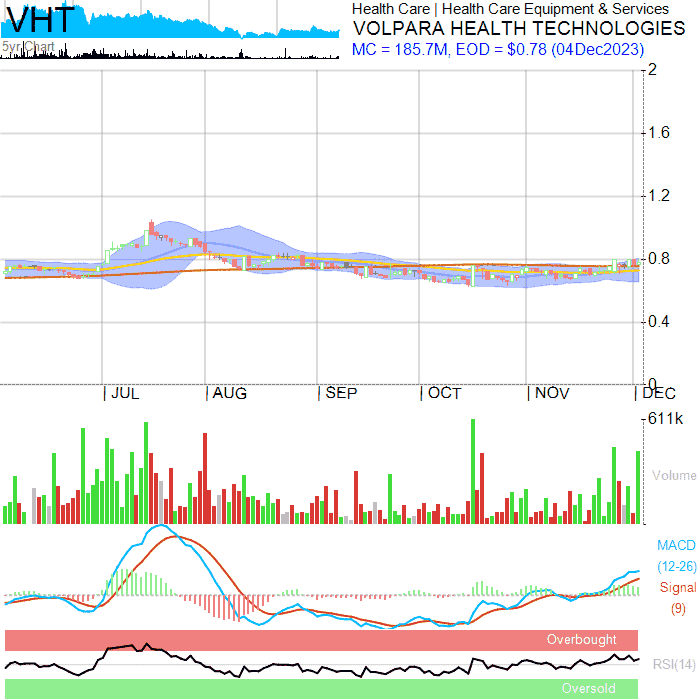 VHT
5yr Chart
Health Care | Health Care Equipment & Services
VOLPARA HEALTH TECHNOLOGIES
MC = 185.7M, EOD = $0.78 (04Dec2023)
2
1.6
1.2
0.8
0.4
0
JUL AUG SEP OCT NOV DEC
611k
Volume
MACD
(12-26)
Signal
(9)
Overbought
RSI(14)
Oversold